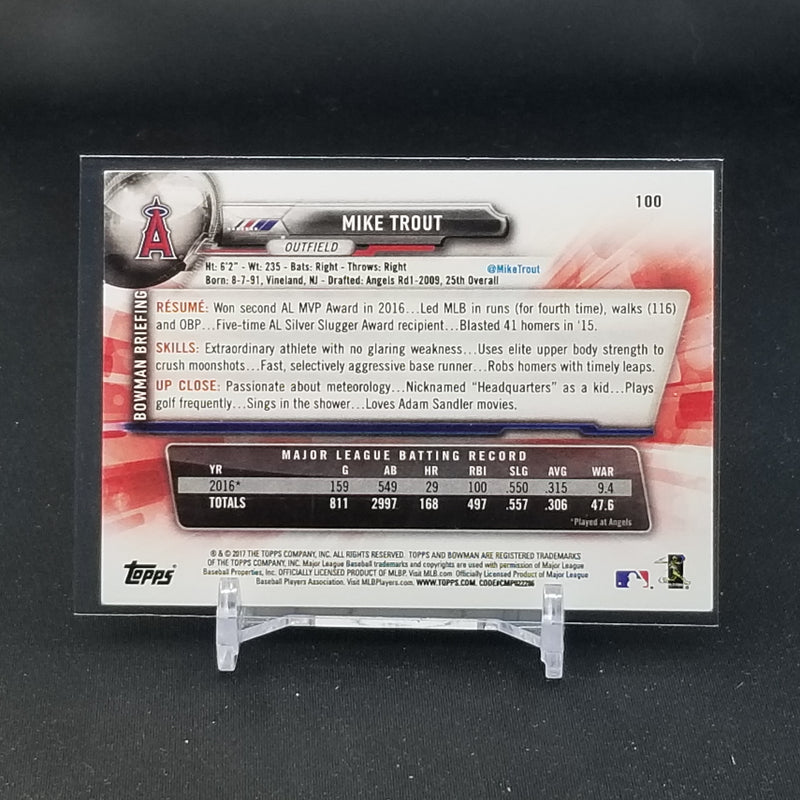 A
100
MIKE TROUT
OUTFIELD
Ht: 6'2" - Wt: 235 - Bats: Right - Throws: Right
@MikeTrout
Born: 8-7-91, Vineland, NJ - Drafted: Angels Rd1-2009, 25th Overall
BOWMAN BRIEFING
RÉSUMÉ: Won second AL MVP Award in 2016...Led MLB in runs (for fourth time), walks (116)
and OBP...Five-time AL Silver Slugger Award recipient...Blasted 41 homers in '15.
SKILLS: Extraordinary athlete with no glaring weakness...Uses elite upper body strength to
crush moonshots...Fast, selectively aggressive base runner...Robs homers with timely leaps.
UP CLOSE: Passionate about meteorology...Nicknamed "Headquarters" as a kid...Plays
golf frequently...Sings in the shower...Loves Adam Sandler movies.
MAJOR LEAGUE BATTING RECORD
YR G AB HR RBI SLG AVG WAR
2016* 159 549 29 100 .550 .315 9.4
TOTALS 811 2997 168 497 .557 .306 47.6
*Played at Angels
® & © 2017 THE TOPPS COMPANY, INC. ALL RIGHTS RESERVED. TOPPS AND BOWMAN ARE REGISTERED TRADEMARKS
OF THE TOPPS COMPANY, INC. Major League Baseball trademarks and copyrights are used with permission of Major League
Baseball Properties, Inc. OFFICIALLY LICENSED PRODUCT OF MLBP. Visit MLB.com Officially Licensed Product of Major League
Baseball Players Association. Visit MLBPlayers.com. WWW.TOPPS.COM. CODE#CMP022296
TOPPS